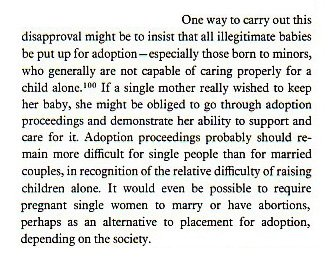 One way to carry out this
disapproval might be to insist that all illegitimate babies
be put up for adoption—especially those born to minors,
who generally are not capable of caring properly for a
child alone.¹⁰⁰ If a single mother really wished to keep
her baby, she might be obliged to go through adoption
proceedings and demonstrate her ability to support and
care for it. Adoption proceedings probably should re-
main more difficult for single people than for married
couples, in recognition of the relative difficulty of raising
children alone. It would even be possible to require
pregnant single women to marry or have abortions,
perhaps as an alternative to placement for adoption,
depending on the society.